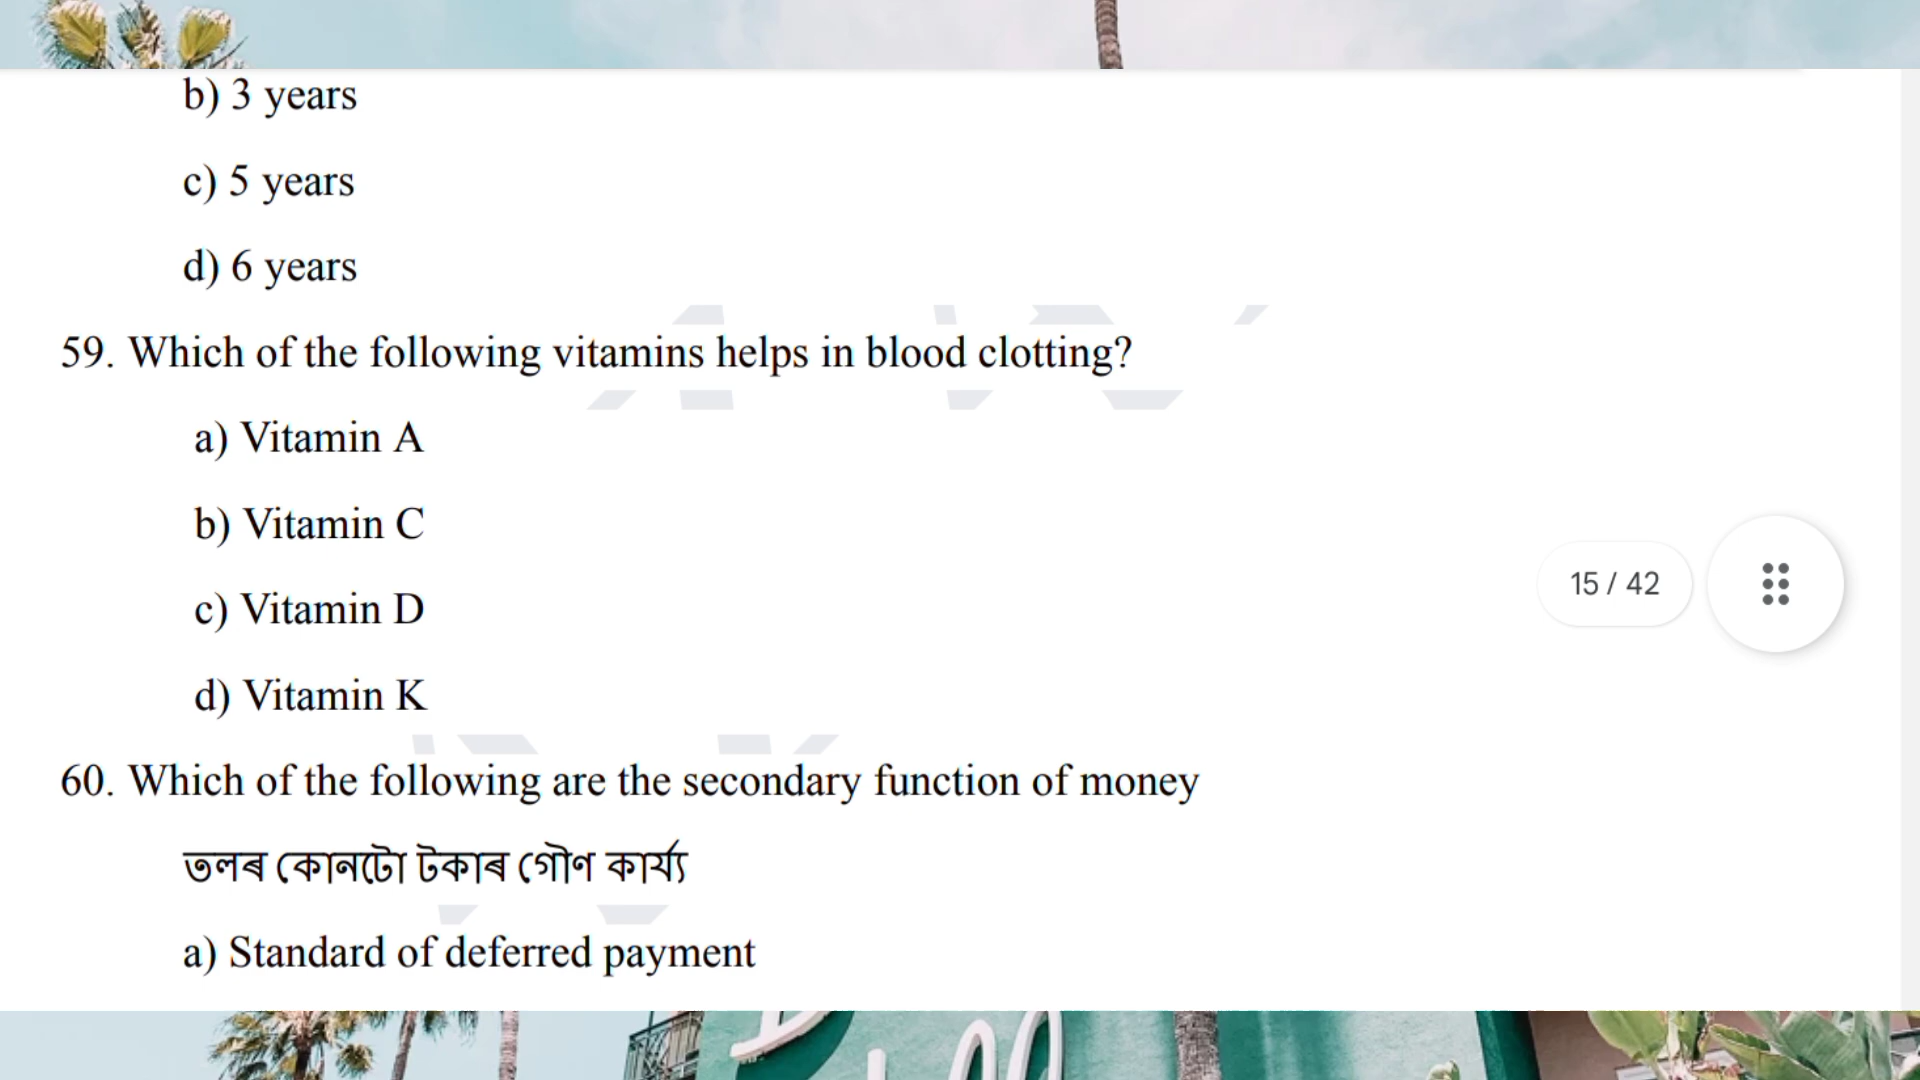 b) 3 years
c) 5 years
d) 6 years
59. Which of the following vitamins helps in blood clotting?
a) Vitamin A
b) Vitamin C
c) Vitamin D
d) Vitamin K
15 / 42
60. Which of the following are the secondary function of money
তলৰ কোনটো টকাৰ গৌণ কাৰ্য্য
a) Standard of deferred payment